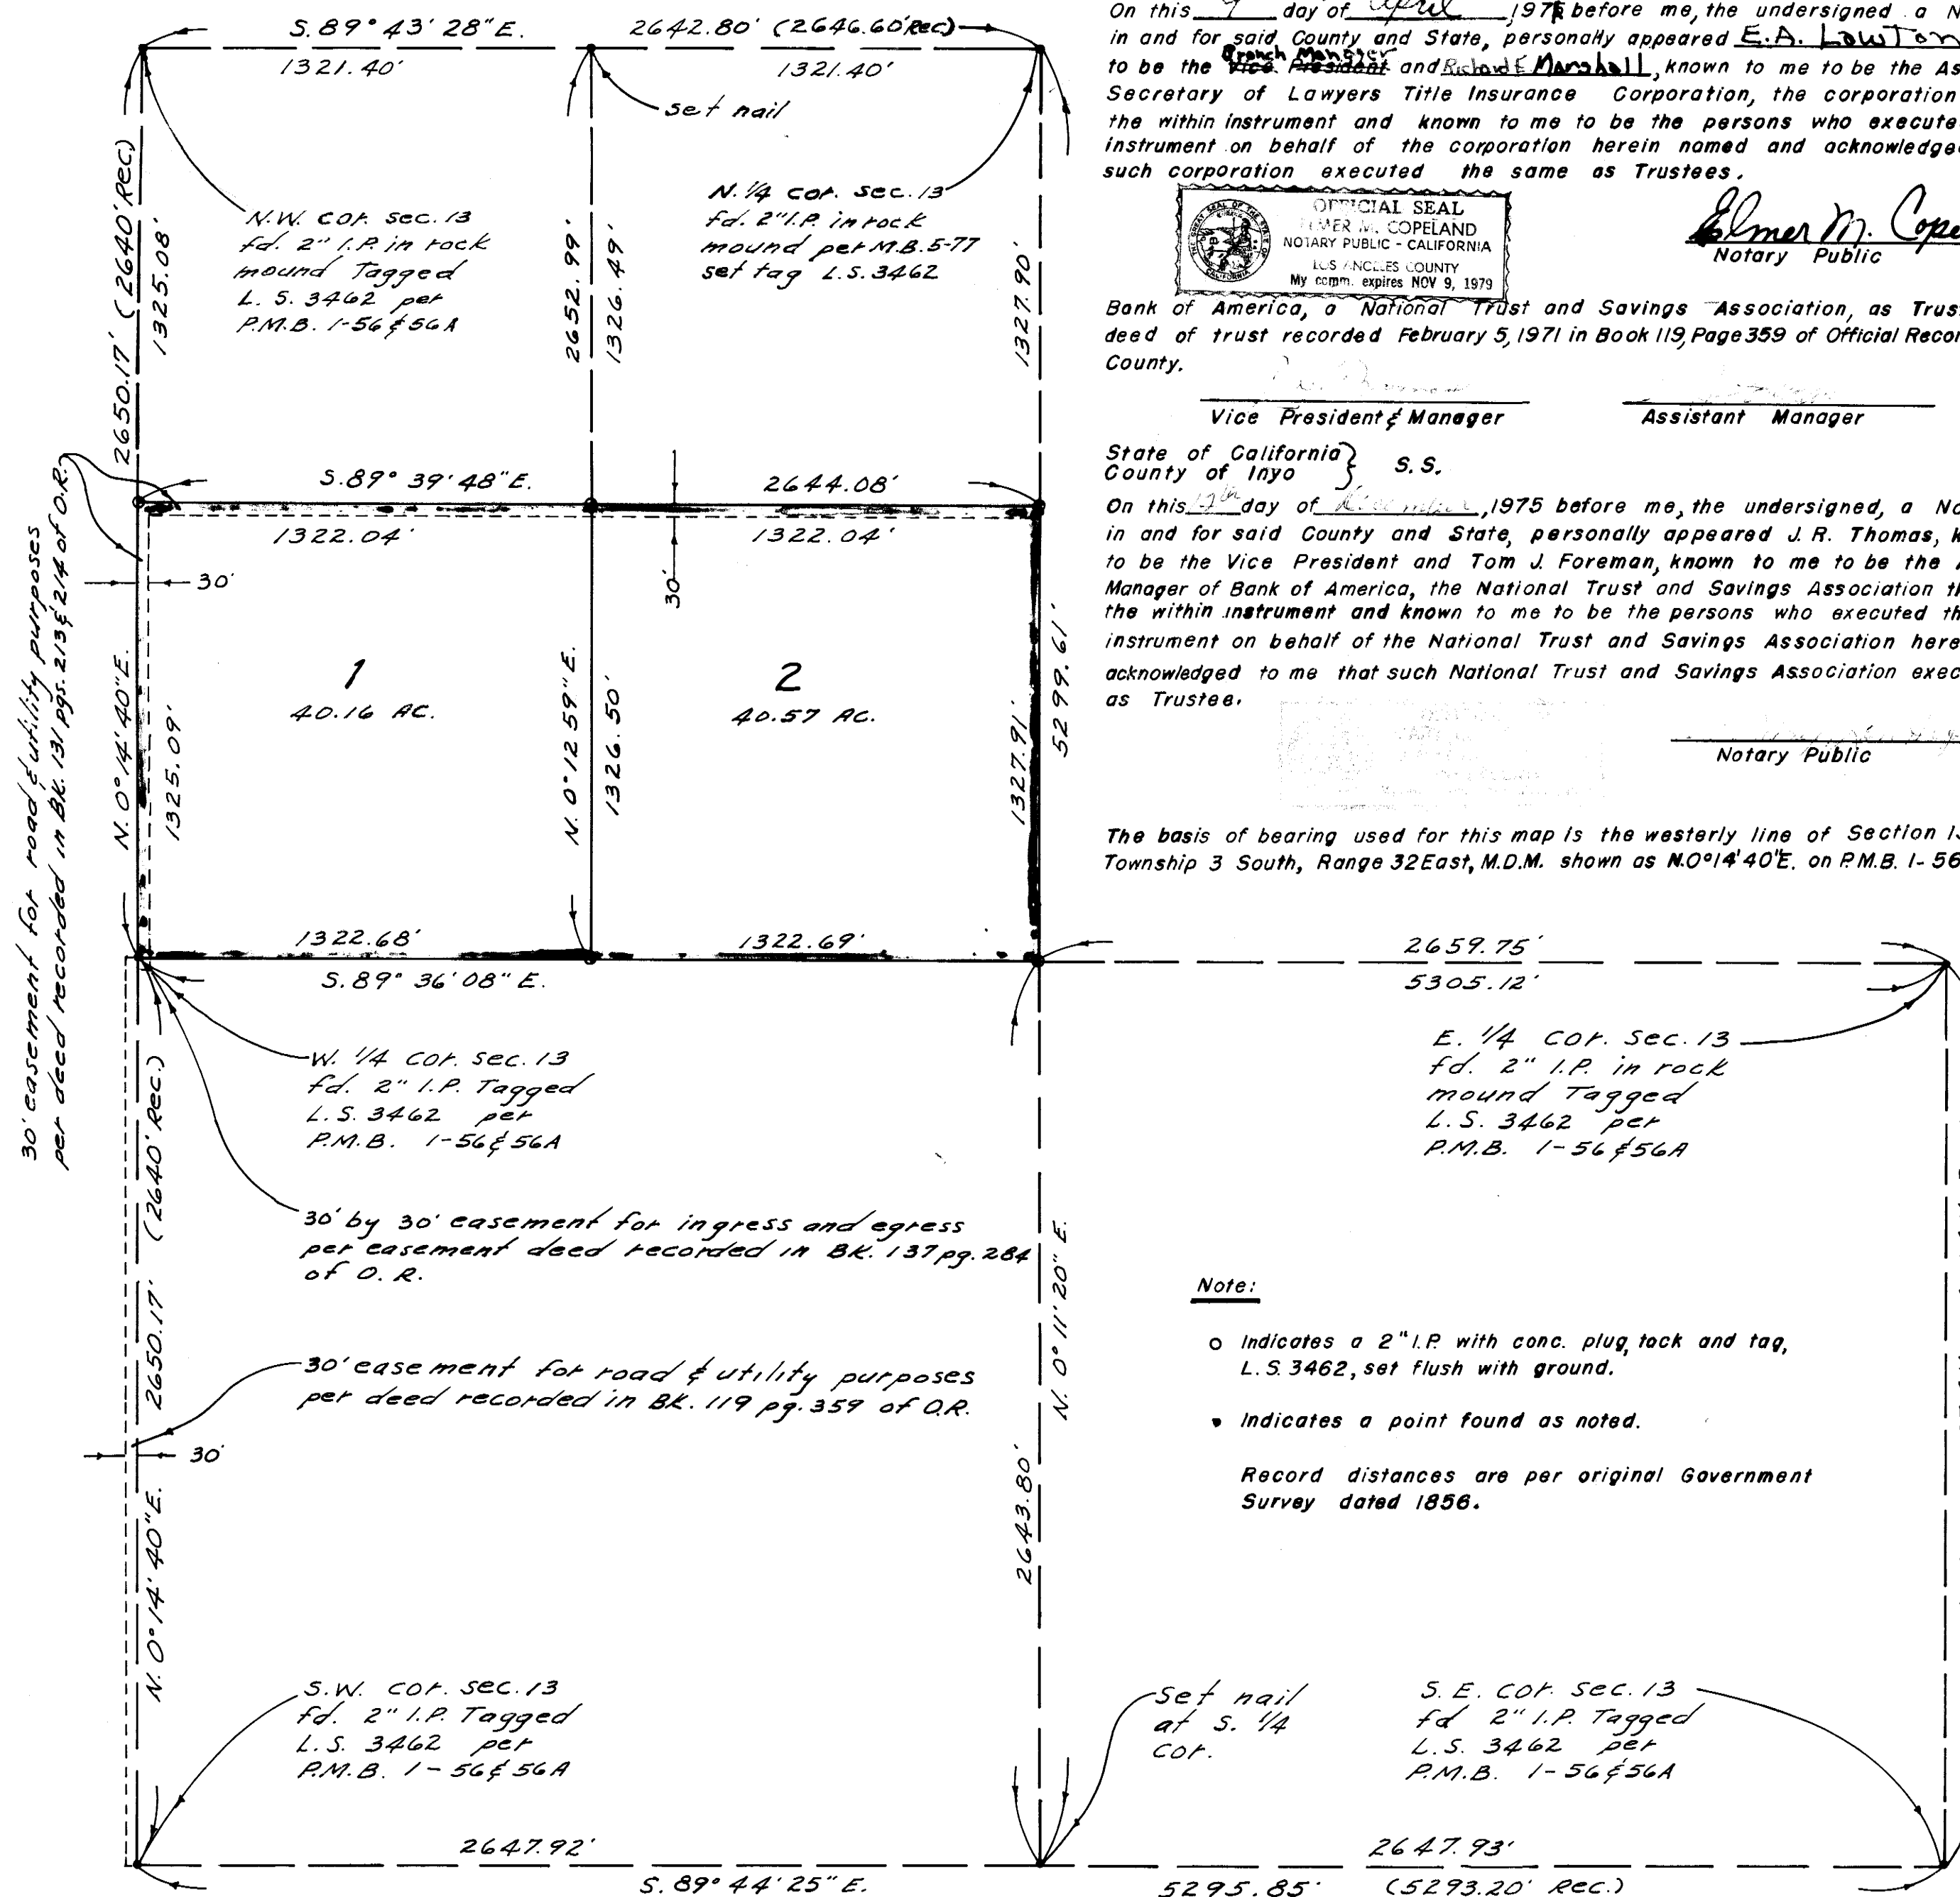 S. 89° 43' 28" E.
2642.80' (2646.60' Rec)
1321.40'
1321.40'
set nail
2650.17' (2640' Rec)
1325.08'
N.W. cor. sec. 13
fd. 2" I.P. in rock
mound Tagged
L. S. 3462 per
P.M.B. 1-56 & 56A
2652.99'
1326.49'
N. 1/4 cor. sec. 13
fd. 2" I.P. in rock
mound per M.B. 5-77
set tag L.S. 3462
1327.90'
S. 89° 39' 48" E.
2644.08'
1322.04'
1322.04'
30'
30'
30' easement for road & utility purposes
per deed recorded in Bk. 131 pgs. 213 & 214 of O.R.
N. 0° 14' 40" E.
1325.09'
1
40.16 AC.
N. 0° 12' 59" E.
1326.50'
2
40.57 AC.
1327.91'
5299.61'
1322.68'
1322.69'
S. 89° 36' 08" E.
2659.75'
5305.12'
W. 1/4 cor. sec. 13
fd. 2" I.P. Tagged
L. S. 3462 per
P.M.B. 1-56 & 56A
E. 1/4 cor. sec. 13
fd. 2" I.P. in rock
mound Tagged
L. S. 3462 per
P.M.B. 1-56 & 56A
30' by 30' easement for ingress and egress
per easement deed recorded in Bk. 137 pg. 284
of O. R.
30' easement for road & utility purposes
per deed recorded in Bk. 119 pg. 359 of O.R.
30'
N. 0° 14' 40" E. 2650.17' (2640' Rec.)
N. 0° 11' 20" E.
2643.80'
S.W. cor. sec. 13
fd. 2" I.P. Tagged
L. S. 3462 per
P.M.B. 1-56 & 56A
set nail
at S. 1/4
cor.
S. E. cor. sec. 13
fd 2" I.P. Tagged
L. S. 3462 per
P.M.B. 1-56 & 56A
2647.92'
2647.93'
S. 89° 44' 25" E.
5295.85' (5293.20' Rec.)
On this 9 day of April, 197 before me, the undersigned a N
in and for said County and State, personally appeared E.A. Lawton
Branch Manager
to be the Vice President and Richard E Marshall, known to me to be the As
Secretary of Lawyers Title Insurance Corporation, the corporation
the within instrument and known to me to be the persons who execute
instrument on behalf of the corporation herein named and acknowledge
such corporation executed the same as Trustees.
OFFICIAL SEAL
ELMER M. COPELAND
NOTARY PUBLIC - CALIFORNIA
LOS ANGELES COUNTY
My comm. expires NOV 9, 1979
Elmer M. Cope
Notary Public
Bank of America, a National Trust and Savings Association, as Trus
deed of trust recorded February 5, 1971 in Book 119, Page 359 of Official Recor
County.
Vice President & Manager
Assistant Manager
State of California } S.S.
County of Inyo
On this day of ,1975 before me, the undersigned, a No
in and for said County and State, personally appeared J. R. Thomas, k
to be the Vice President and Tom J. Foreman, known to me to be the A
Manager of Bank of America, the National Trust and Savings Association th
the within instrument and known to me to be the persons who executed th
instrument on behalf of the National Trust and Savings Association here
acknowledged to me that such National Trust and Savings Association exec
as Trustee.
Notary Public
The basis of bearing used for this map is the westerly line of Section 13
Township 3 South, Range 32 East, M.D.M. shown as N.0°14'40"E. on P.M.B. 1-56
Note:
o Indicates a 2" I.P. with conc. plug, tack and tag,
L.S. 3462, set flush with ground.
• Indicates a point found as noted.
Record distances are per original Government
Survey dated 1856.